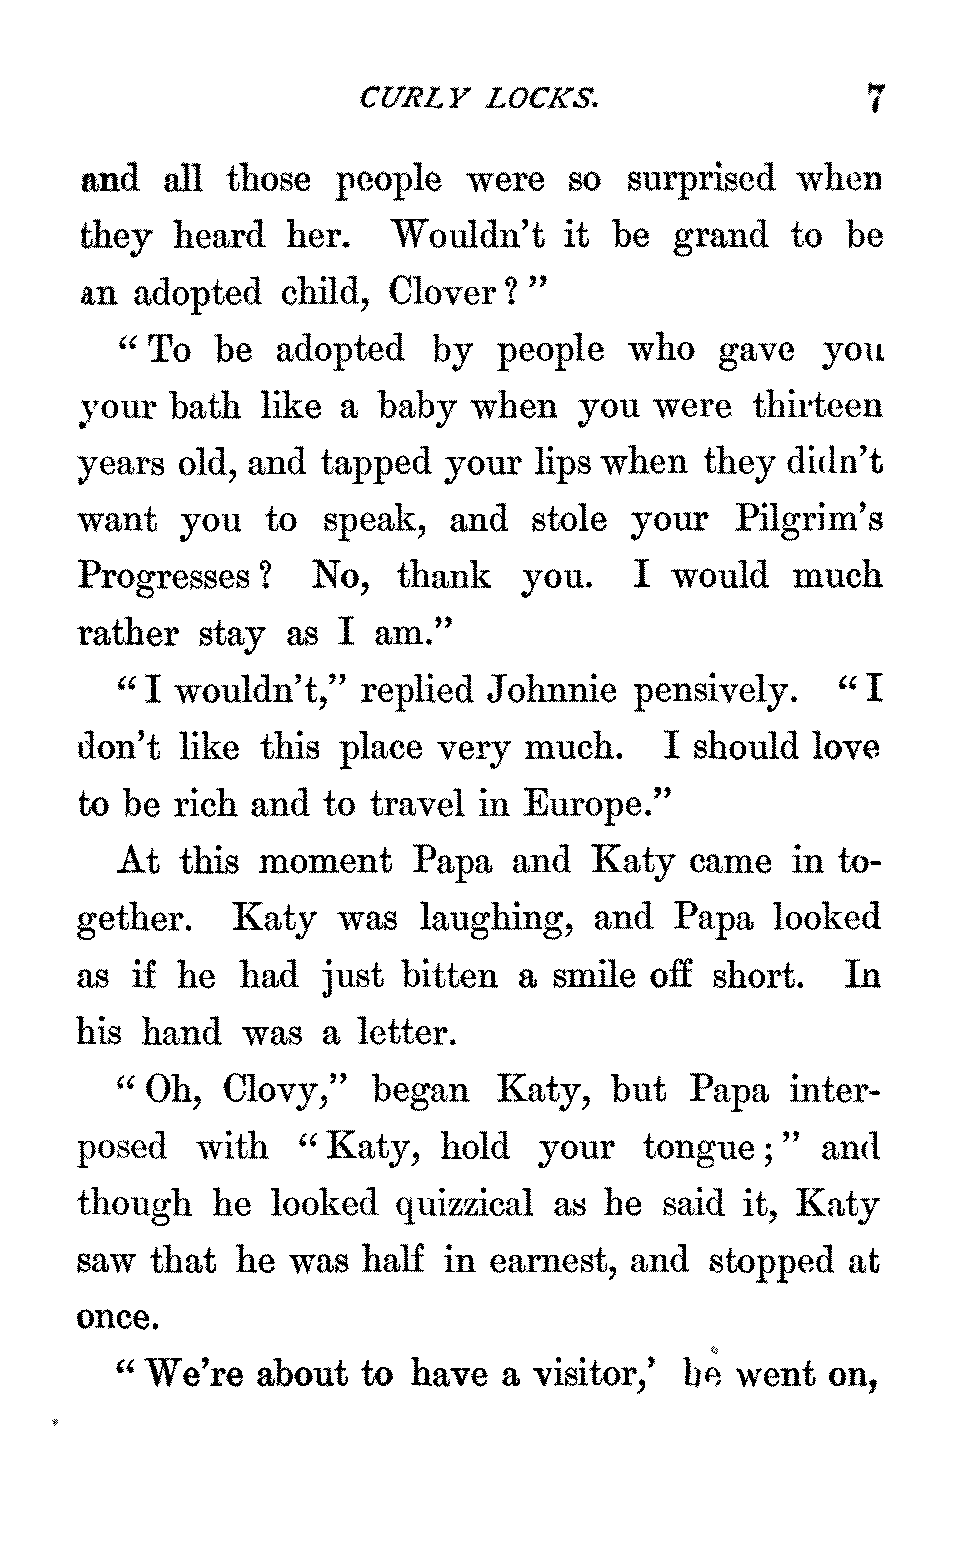 CURLY LOCKS. 7
and all those people were so surprised when
they heard her. Wouldn't it be grand to be
an adopted child, Clover?"
"To be adopted by people who gave you
your bath like a baby when you were thirteen
years old, and tapped your lips when they didn't
want you to speak, and stole your Pilgrim's
Progresses? No, thank you. I would much
rather stay as I am."
"I wouldn't," replied Johnnie pensively. "I
don't like this place very much. I should love
to be rich and to travel in Europe."
At this moment Papa and Katy came in to-
gether. Katy was laughing, and Papa looked
as if he had just bitten a smile off short. In
his hand was a letter.
"Oh, Clovy," began Katy, but Papa inter-
posed with "Katy, hold your tongue;" and
though he looked quizzical as he said it, Katy
saw that he was half in earnest, and stopped at
once.
"We're about to have a visitor,' he went on,